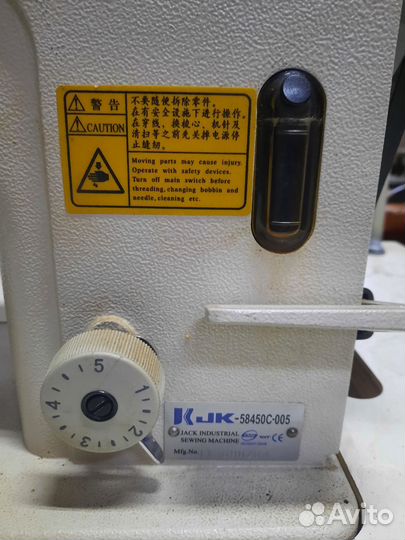 警告
CAUTION
不要随便拆除零件。
在有安全设施下进行操作。
在穿线、换梭心、机针及
清扫等之前先关掉电源停
止缝纫。
Moving parts may cause injury.
Operate with safety devices.
Turn off main switch before
threading,changing bobbin and
needle,cleaning etc.
5
1
2
3
4
JK-58450C-005
JACK INDUSTRIAL
SEWING MACHINE
CE
Mfg.No.
Avito